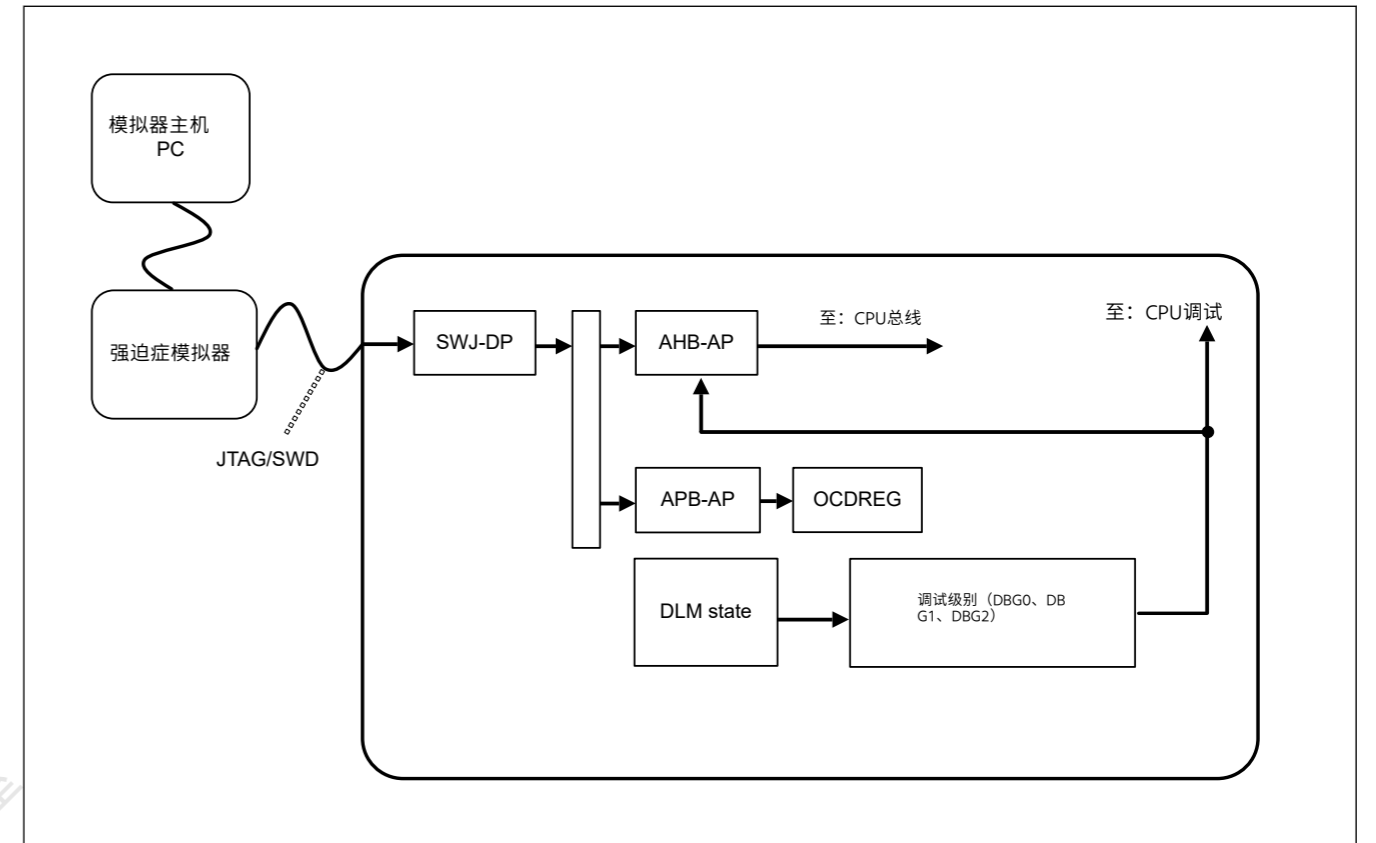 模拟器主机
PC
强迫症模拟器
JTAG/SWD
SWJ-DP
AHB-AP
至：CPU总线
至：CPU调试
APB-AP
OCDREG
DLM state
调试级别（DBG0、DB
G1、DBG2）